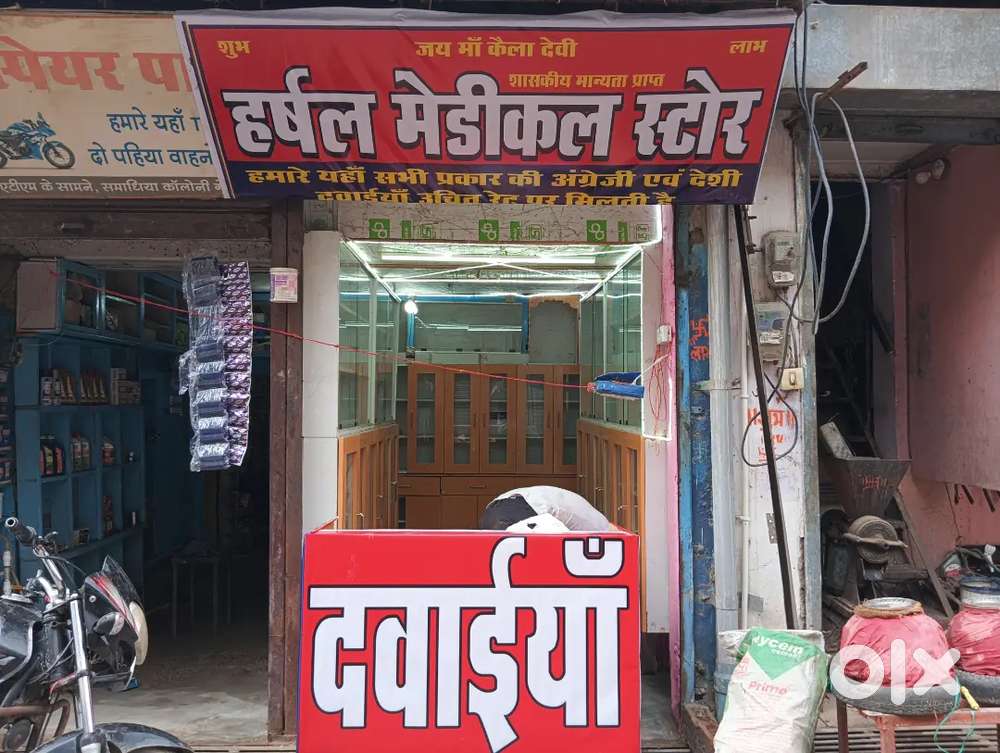 शुभ जय माँ कैला देवी लाभ
शासकीय मान्यता प्राप्त
हर्षल मेडीकल स्टोर
हमारे यहाँ सभी प्रकार की अंग्रेजी एवं देशी
दवाईयाँ उचित रेट पर मिलती है
स्पेयर पा
हमारे यहाँ
दो पहिया वाहन
एटीएम के सामने, समाधिया कॉलोनी
दवाईयाँ
Prime
olx